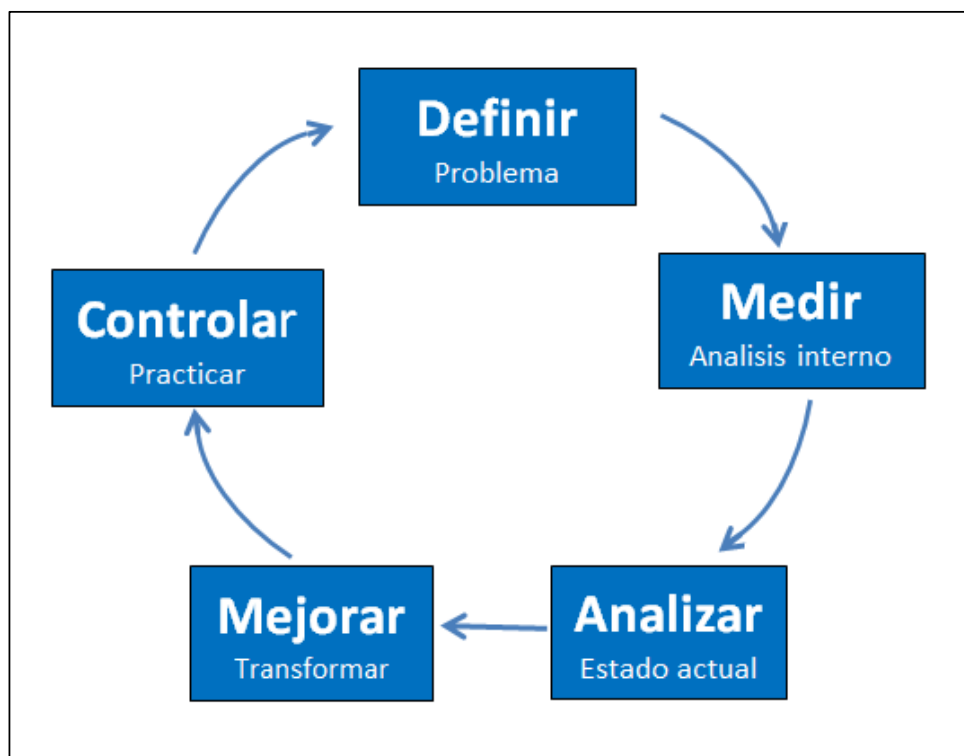 Definir
Problema
Medir
Analisis interno
Analizar
Estado actual
Mejorar
Transformar
Controlar
Practicar